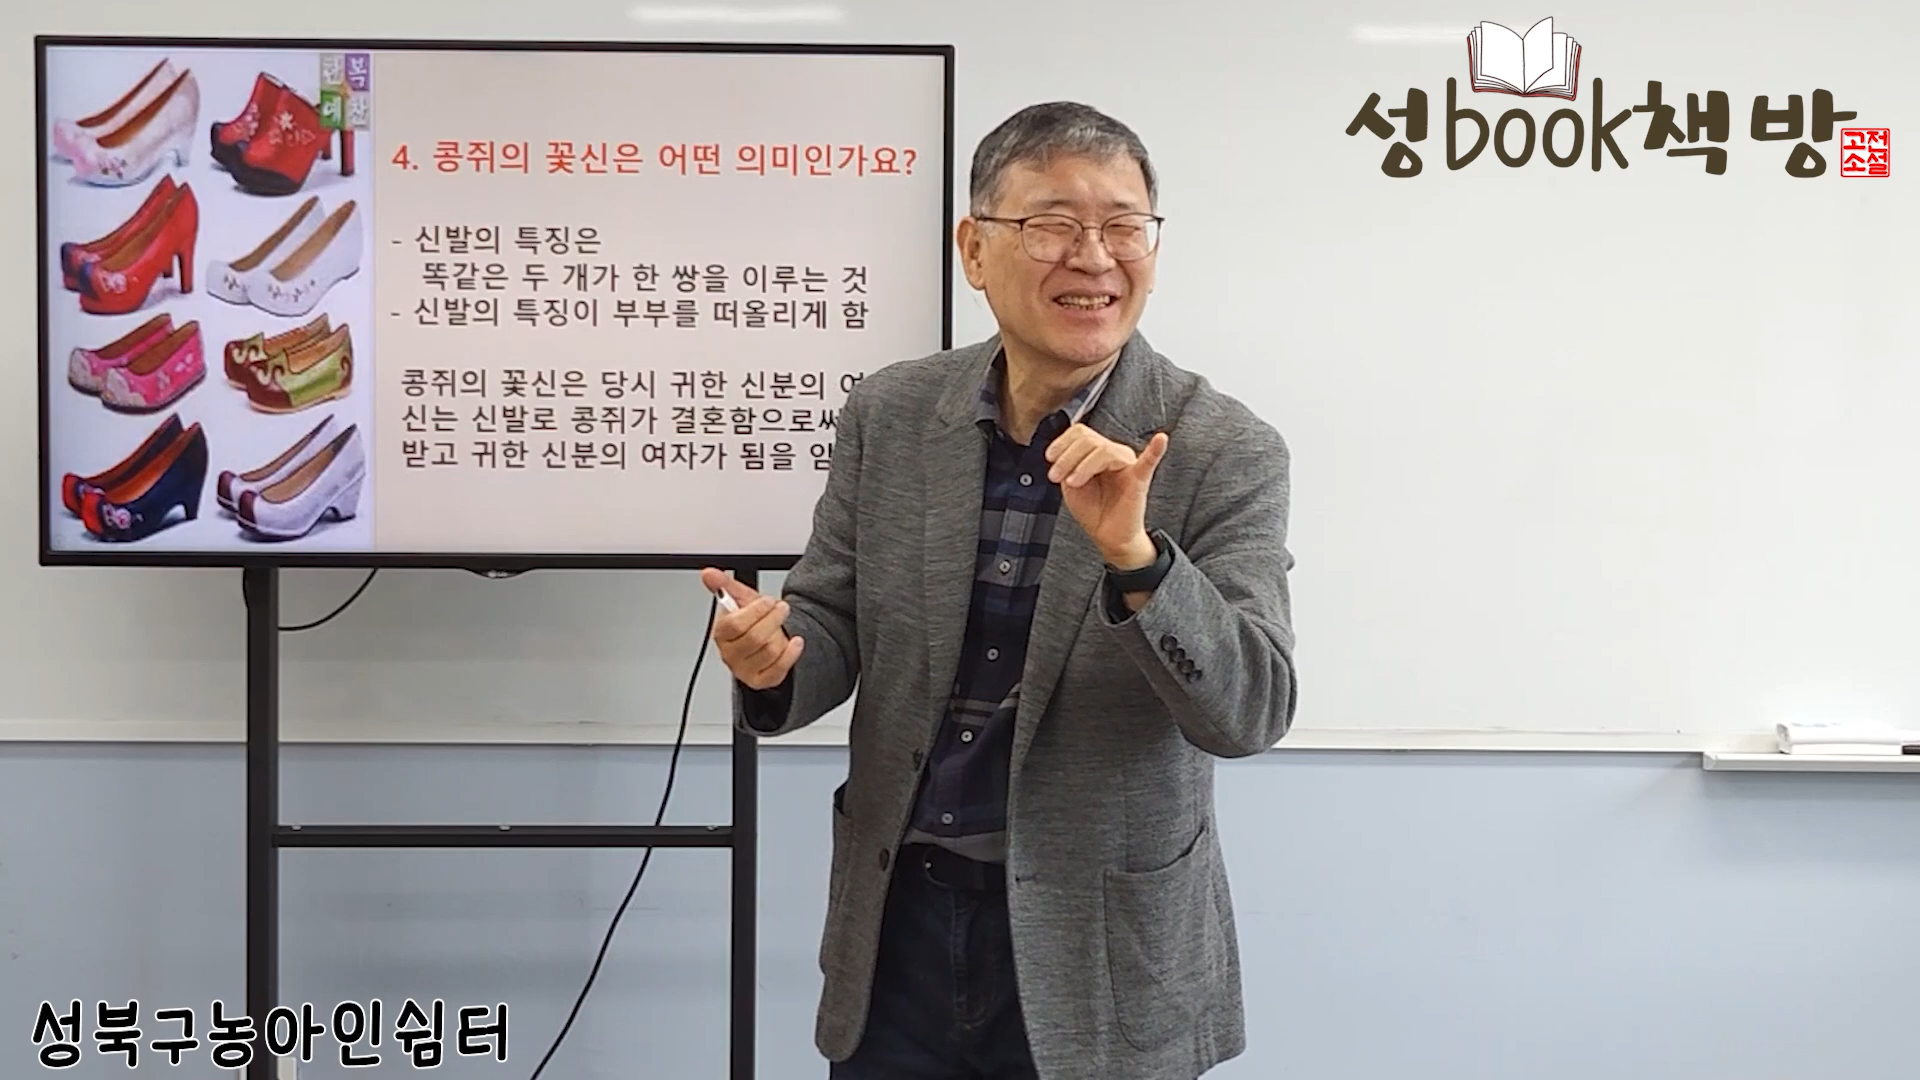 한복
예찬
4. 콩쥐의 꽃신은 어떤 의미인가요?
- 신발의 특징은
똑같은 두 개가 한 쌍을 이루는 것
- 신발의 특징이 부부를 떠올리게 함
콩쥐의 꽃신은 당시 귀한 신분의
신는 신발로 콩쥐가 결혼함으로써
받고 귀한 신분의 여자가 됨을
성book책방
고전
소설
성북구농아인쉼터